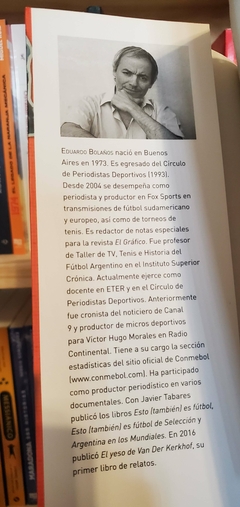 EDUARDO BOLAÑOS nació en Buenos
Aires en 1973. Es egresado del Círculo
de Periodistas Deportivos (1993).
Desde 2004 se desempeña como
periodista y productor en Fox Sports en
transmisiones de fútbol sudamericano
y europeo, así como de torneos de
tenis. Es redactor de notas especiales
para la revista El Gráfico. Fue profesor
de Taller de TV, Tenis e Historia del
Fútbol Argentino en el Instituto Superior
Crónica. Actualmente ejerce como
docente en ETER y en el Círculo de
Periodistas Deportivos. Anteriormente
fue cronista del noticiero de Canal
9 y productor de micros deportivos
para Víctor Hugo Morales en Radio
Continental. Tiene a su cargo la sección
estadísticas del sitio oficial de Conmebol
(www.conmebol.com). Ha participado
como productor periodístico en varios
documentales. Con Javier Tabares
publicó los libros Esto (también) es fútbol,
Esto (también) es fútbol de Selección y
Argentina en los Mundiales. En 2016
publicó El yeso de Van Der Kerkhof, su
primer libro de relatos.
MESSIÁNICO